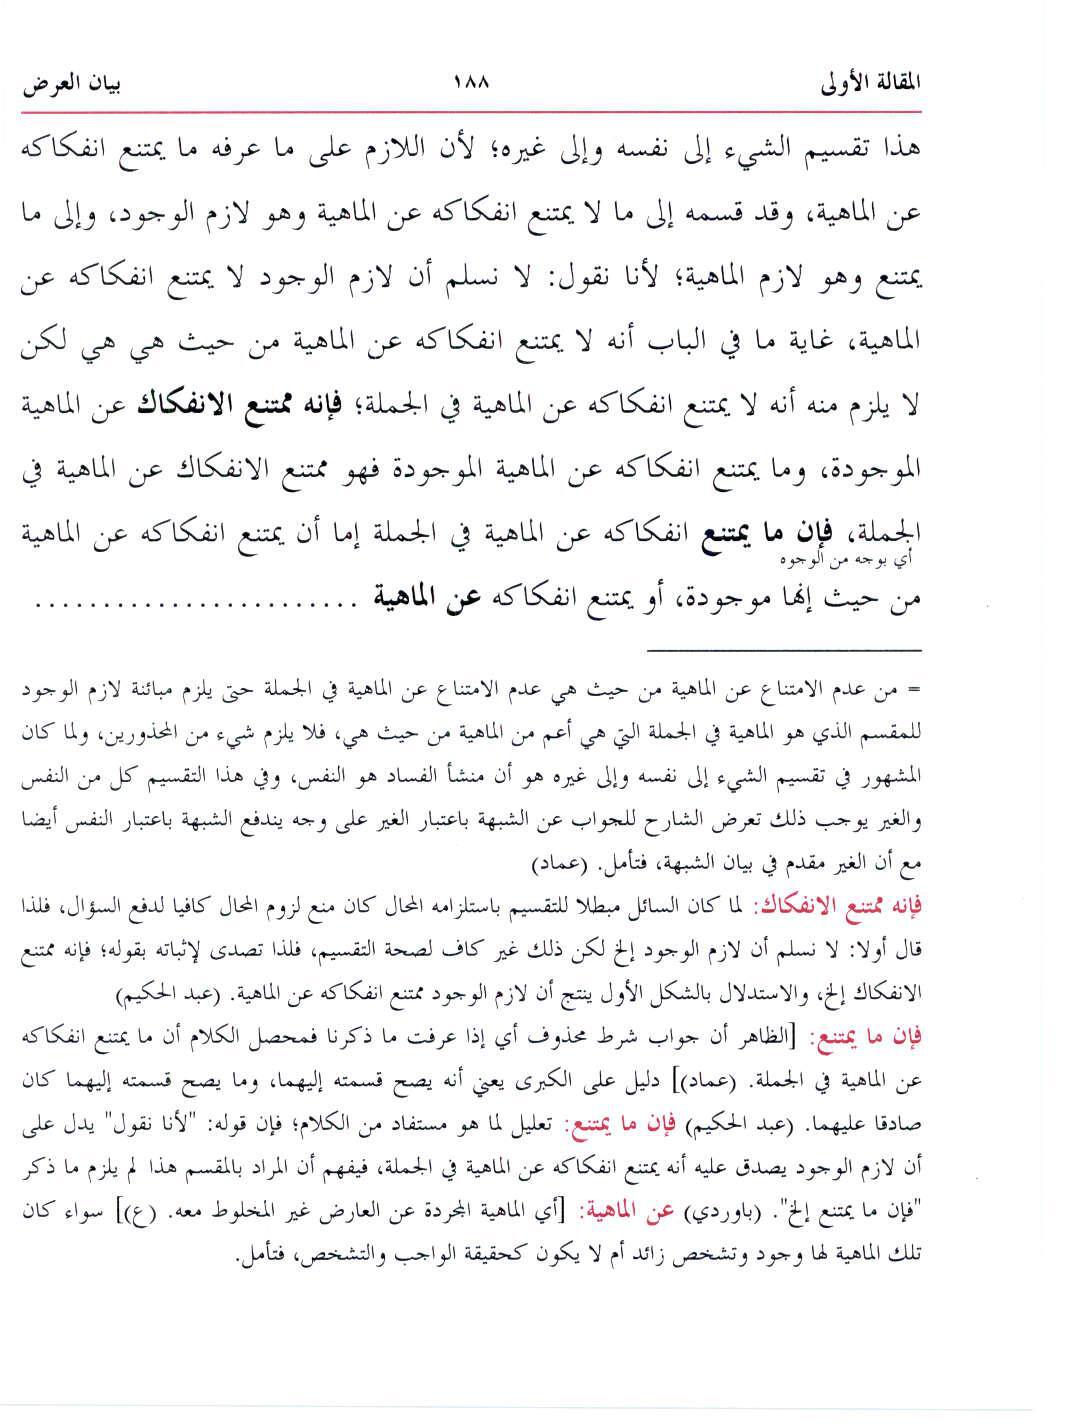 المقالة الأولى ١٨٨ بيان العرض
هذا تقسيم الشيء إلى نفسه وإلى غيره؛ لأن اللازم على ما عرفه ما يمتنع انفكاكه
عن الماهية، وقد قسمه إلى ما لا يمتنع انفكاكه عن الماهية وهو لازم الوجود، وإلى ما
يمتنع وهو لازم الماهية؛ لأنا نقول: لا نسلم أن لازم الوجود لا يمتنع انفكاكه عن
الماهية، غاية ما في الباب أنه لا يمتنع انفكاكه عن الماهية من حيث هي هي لكن
لا يلزم منه أنه لا يمتنع انفكاكه عن الماهية في الجملة؛ فإنه ممتنع الانفكاك عن الماهية
الموجودة، وما يمتنع انفكاكه عن الماهية الموجودة فهو ممتنع الانفكاك عن الماهية في
الجملة، فإن ما يمتنع انفكاكه عن الماهية في الجملة إما أن يمتنع انفكاكه عن الماهية
أي بوجه من الوجوه
من حيث إنها موجودة، أو يمتنع انفكاكه عن الماهية ........................
= من عدم الامتناع عن الماهية من حيث هي عدم الامتناع عن الماهية في الجملة حتى يلزم مبائنة لازم الوجود
للمقسم الذي هو الماهية في الجملة التي هي أعم من الماهية من حيث هي، فلا يلزم شيء من المحذورين، ولما كان
المشهور في تقسيم الشيء إلى نفسه وإلى غيره هو أن منشأ الفساد هو النفس، وفي هذا التقسيم كل من النفس
والغير يوجب ذلك تعرض الشارح للجواب عن الشبهة باعتبار الغير على وجه يندفع الشبهة باعتبار النفس أيضا
مع أن الغير مقدم في بيان الشبهة، فتأمل. (عماد)
فإنه ممتنع الانفكاك: لما كان السائل مبطلا للتقسيم باستلزامه المحال كان منع لزوم المحال كافيا لدفع السؤال، فلذا
قال أولا: لا نسلم أن لازم الوجود إلخ لكن ذلك غير كاف لصحة التقسيم، فلذا تصدى لإثباته بقوله؛ فإنه ممتنع
الانفكاك إلخ، والاستدلال بالشكل الأول ينتج أن لازم الوجود ممتنع انفكاكه عن الماهية. (عبد الحكيم)
فإن ما يمتنع: [الظاهر أن جواب شرط محذوف أي إذا عرفت ما ذكرنا فمحصل الكلام أن ما يمتنع انفكاكه
عن الماهية في الجملة. (عماد)] دليل على الكبرى يعني أنه يصح قسمته إليهما، وما يصح قسمته إليهما كان
صادقا عليهما. (عبد الحكيم) فإن ما يمتنع: تعليل لما هو مستفاد من الكلام؛ فإن قوله: "لأنا نقول" يدل على
أن لازم الوجود يصدق عليه أنه يمتنع انفكاكه عن الماهية في الجملة، فيفهم أن المراد بالمقسم هذا لم يلزم ما ذكر
"فإن ما يمتنع إلخ". (باوردي) عن الماهية: [أي الماهية المجردة عن العارض غير المخلوط معه. (ع)] سواء كان
تلك الماهية لها وجود وتشخص زائد أم لا يكون كحقيقة الواجب والتشخص، فتأمل.